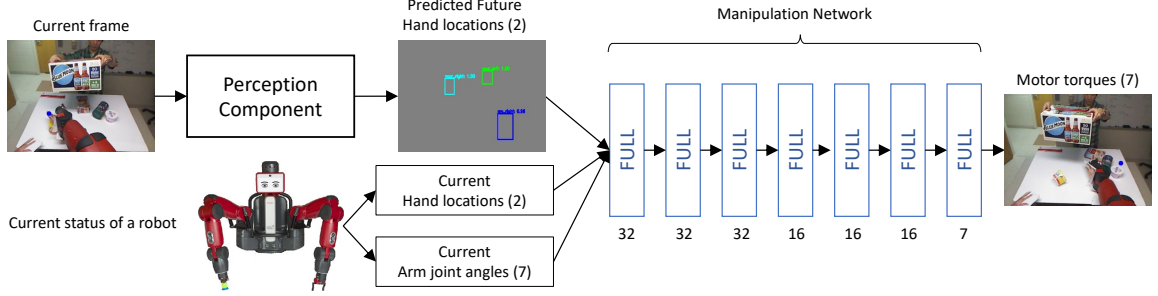 Current frame
Predicted Future
Hand locations (2)
Manipulation Network
Perception
Component
Motor torques (7)
FULL
FULL
FULL
FULL
FULL
FULL
FULL
Current
Hand locations (2)
Current status of a robot
Current
Arm joint angles (7)
32
32
32
16
16
16
7